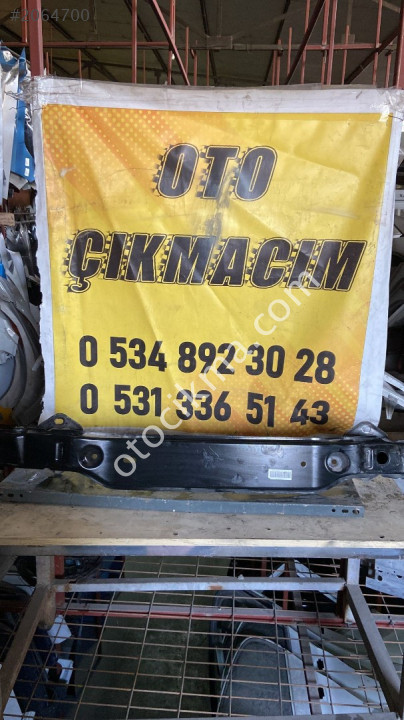 OTO
ÇIKMACIM
0 534 892 30 28
0 531 336 51 43
otocikma.com